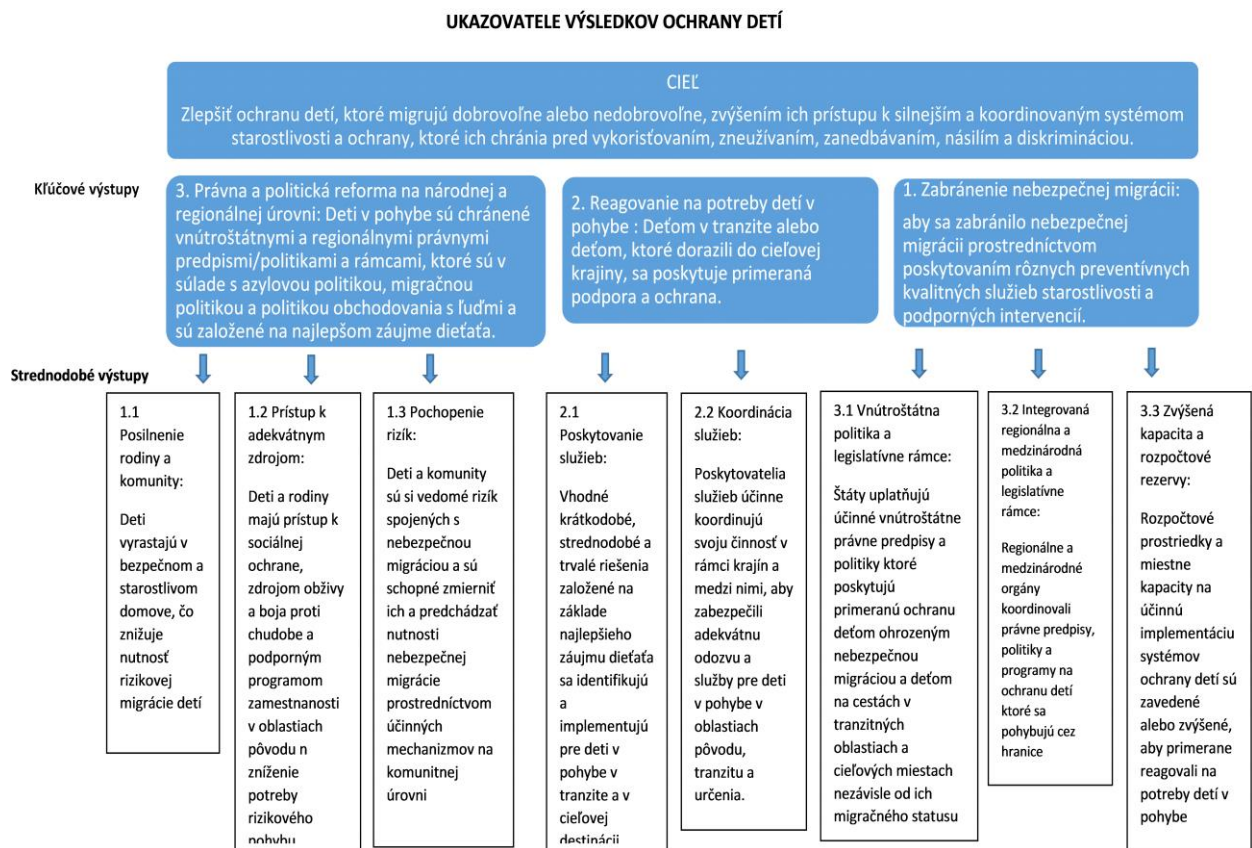 UKAZOVATELE VÝSLEDKOV OCHRANY DETÍ
CIEĽ
Zlepšiť ochranu detí, ktoré migrujú dobrovoľne alebo nedobrovoľne, zvýšením ich prístupu k silnejším a koordinovaným systémom
starostlivosti a ochrany, ktoré ich chránia pred vykorisťovaním, zneužívaním, zanedbávaním, násilím a diskrimináciou.
Kľúčové výstupy
3. Právna a politická reforma na národnej a
regionálnej úrovni: Deti v pohybe sú chránené
vnútroštátnymi a regionálnymi právnymi
predpismi/politikami a rámcami, ktoré sú v
súlade s azylovou politikou, migračnou
politikou a politikou obchodovania s ľuďmi a
sú založené na najlepšom záujme dieťaťa.
2. Reagovanie na potreby detí v
pohybe : Deťom v tranzite alebo
deťom, ktoré dorazili do cieľovej
krajiny, sa poskytuje primeraná
podpora a ochrana.
1. Zabránenie nebezpečnej migrácii:
aby sa zabránilo nebezpečnej
migrácii prostredníctvom
poskytovaním rôznych preventívnych
kvalitných služieb starostlivosti a
podporných intervencií.
Strednodobé výstupy
1.1
Posilnenie
rodiny a
komunity:
Deti
vyrastajú v
bezpečnom a
starostlivom
domove, čo
znižuje
nutnosť
rizikovej
migrácie detí
1.2 Prístup k
adekvátnym
zdrojom:
Deti a rodiny
majú prístup k
sociálnej
ochrane,
zdrojom obživy
a boja proti
chudobe a
podporným
programom
zamestnanosti
v oblastiach
pôvodu n
zníženie
potreby
rizikového
pohybu
1.3 Pochopenie
rizík:
Deti a komunity
sú si vedomé rizík
spojených s
nebezpečnou
migráciou a sú
schopné zmierniť
ich a predchádzať
nutnosti
nebezpečnej
migrácie
prostredníctvom
účinných
mechanizmov na
komunitnej
úrovni
2.1
Poskytovanie
služieb:
Vhodné
krátkodobé,
strednodobé a
trvalé riešenia
založené na
základe
najlepšieho
záujmu dieťaťa
sa identifikujú
a
implementujú
pre deti v
pohybe v
tranzite a v
cieľovej
destinácii
2.2 Koordinácia
služieb:
Poskytovatelia
služieb účinne
koordinujú
svoju činnosť v
rámci krajín a
medzi nimi, aby
zabezpečili
adekvátnu
odozvu a
služby pre deti
v pohybe v
oblastiach
pôvodu,
tranzitu a
určenia.
3.1 Vnútroštátna
politika a
legislatívne rámce:
Štáty uplatňujú
účinné vnútroštátne
právne predpisy a
politiky ktoré
poskytujú
primeranú ochranu
deťom ohrozeným
nebezpečnou
migráciou a deťom
na cestách v
tranzitných
oblastiach a
cieľových miestach
nezávisle od ich
migračného statusu
3.2 Integrovaná
regionálna a
medzinárodná
politika a
legislatívne
rámce:
Regionálne a
medzinárodné
orgány
koordinovali
právne predpisy,
politiky a
programy na
ochranu detí
ktoré sa
pohybujú cez
hranice
3.3 Zvýšená
kapacita a
rozpočtové
rezervy:
Rozpočtové
prostriedky a
miestne
kapacity na
účinnú
implementáciu
systémov
ochrany detí sú
zavedené
alebo zvýšené,
aby primerane
reagovali na
potreby detí v
pohybe